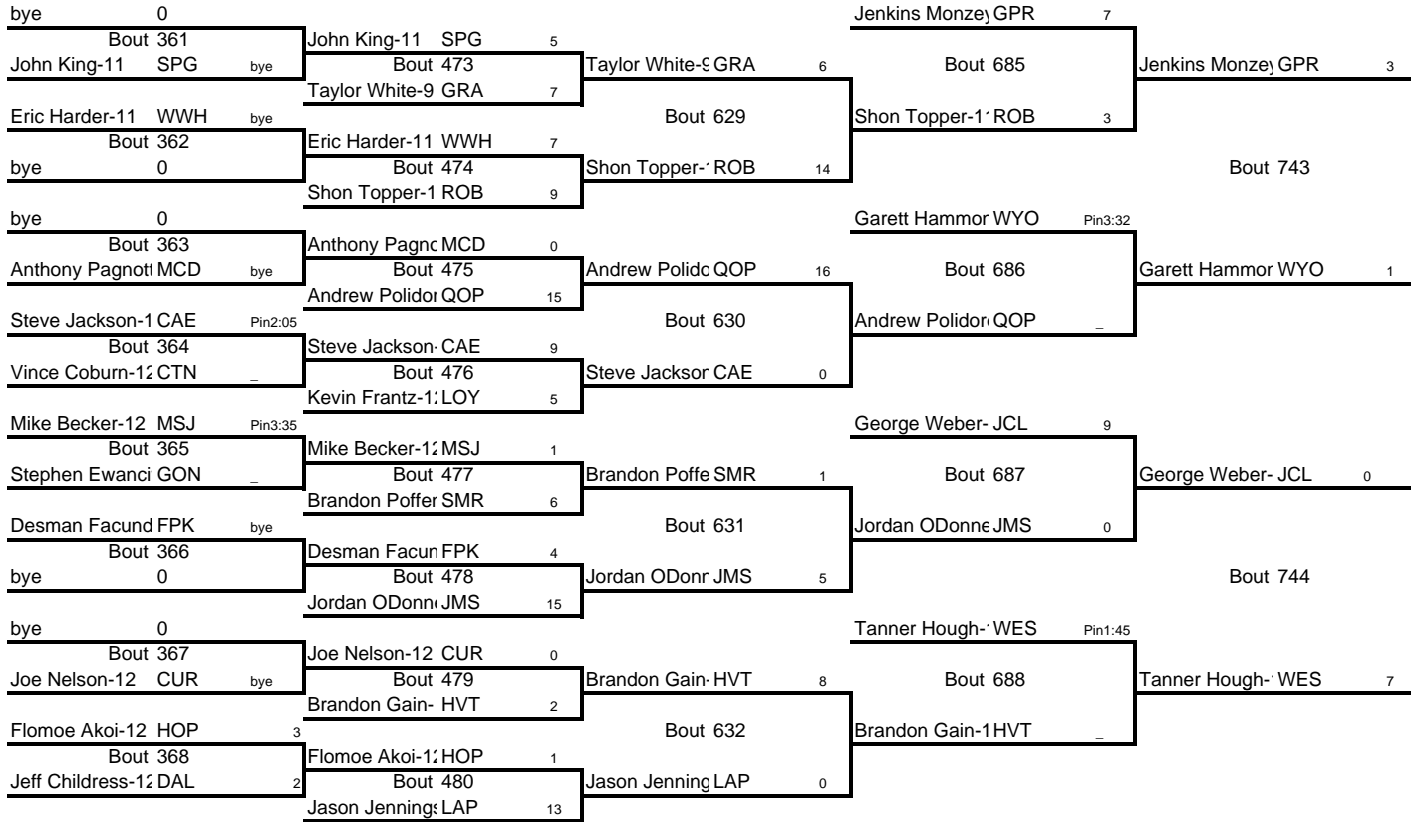 bye 0 Jenkins Monzey GPR 7
Bout 361 John King-11 SPG 5
John King-11 SPG bye Bout 473 Taylor White-9 GRA 6 Bout 685 Jenkins Monzey GPR 3
Taylor White-9 GRA 7
Eric Harder-11 WWH bye Bout 629 Shon Topper-1 ROB 3
Bout 362 Eric Harder-11 WWH 7
bye 0 Bout 474 Shon Topper- ROB 14 Bout 743
Shon Topper-1 ROB 9
bye 0 Garett Hammor WYO Pin3:32
Bout 363 Anthony Pagno MCD 0
Anthony Pagnott MCD bye Bout 475 Andrew Polido QOP 16 Bout 686 Garett Hammor WYO 1
Andrew Polidor QOP 15
Steve Jackson-1 CAE Pin2:05 Bout 630 Andrew Polidor QOP _
Bout 364 Steve Jackson- CAE 9
Vince Coburn-12 CTN _ Bout 476 Steve Jackson CAE 0
Kevin Frantz-12 LOY 5
Mike Becker-12 MSJ Pin3:35 George Weber- JCL 9
Bout 365 Mike Becker-12 MSJ 1
Stephen Ewanci GON _ Bout 477 Brandon Poffe SMR 1 Bout 687 George Weber- JCL 0
Brandon Poffer SMR 6
Desman Facund FPK bye Bout 631 Jordan ODonne JMS 0
Bout 366 Desman Facun FPK 4
bye 0 Bout 478 Jordan ODonn JMS 5 Bout 744
Jordan ODonne JMS 15
bye 0 Tanner Hough- WES Pin1:45
Bout 367 Joe Nelson-12 CUR 0
Joe Nelson-12 CUR bye Bout 479 Brandon Gain- HVT 8 Bout 688 Tanner Hough- WES 7
Brandon Gain- HVT 2
Flomoe Akoi-12 HOP 3 Bout 632 Brandon Gain-1 HVT _
Bout 368 Flomoe Akoi-12 HOP 1
Jeff Childress-12 DAL 2 Bout 480 Jason Jenning LAP 0
Jason Jennings LAP 13